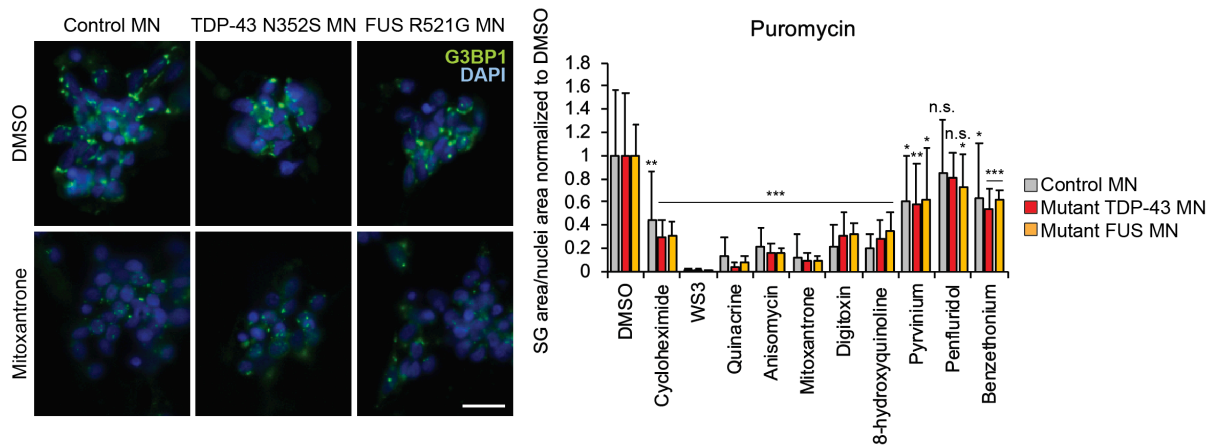 Control MN TDP-43 N352S MN FUS R521G MN
G3BP1
DAPI
DMSO
Mitoxantrone
Puromycin
SG area/nuclei area normalized to DMSO
1.8
1.6
1.4
1.2
1
0.8
0.6
0.4
0.2
0
**
***
* ** *
n.s.
n.s.
*
*
***
DMSO
Cycloheximide
WS3
Quinacrine
Anisomycin
Mitoxantrone
Digitoxin
8-hydroxyquinoline
Pyrvinium
Penfluridol
Benzethonium
Control MN
Mutant TDP-43 MN
Mutant FUS MN